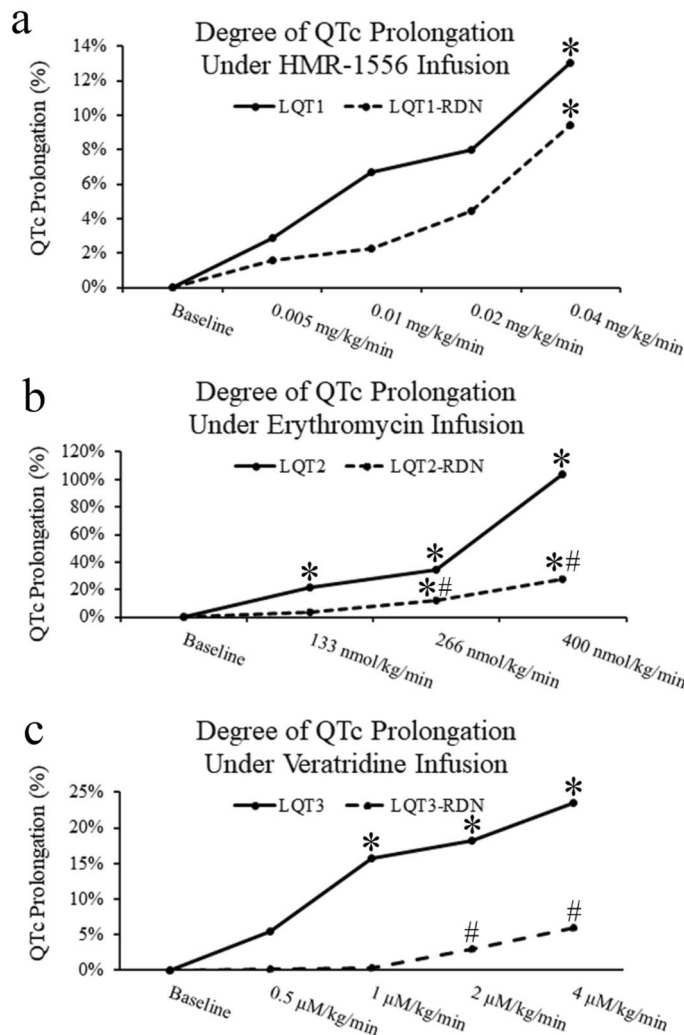 a
Degree of QTc Prolongation
Under HMR-1556 Infusion
QTc Prolongation (%)
LQT1
LQT1-RDN
14%
12%
10%
8%
6%
4%
2%
0%
*
*
Baseline
0.005 mg/kg/min
0.01 mg/kg/min
0.02 mg/kg/min
0.04 mg/kg/min
b
Degree of QTc Prolongation
Under Erythromycin Infusion
QTc Prolongation (%)
LQT2
LQT2-RDN
120%
100%
80%
60%
40%
20%
0%
*
*
*
*#
*#
Baseline
133 nmol/kg/min
266 nmol/kg/min
400 nmol/kg/min
c
Degree of QTc Prolongation
Under Veratridine Infusion
QTc Prolongation (%)
LQT3
LQT3-RDN
25%
20%
15%
10%
5%
0%
*
*
*
#
#
Baseline
0.5 μM/kg/min
1 μM/kg/min
2 μM/kg/min
4 μM/kg/min